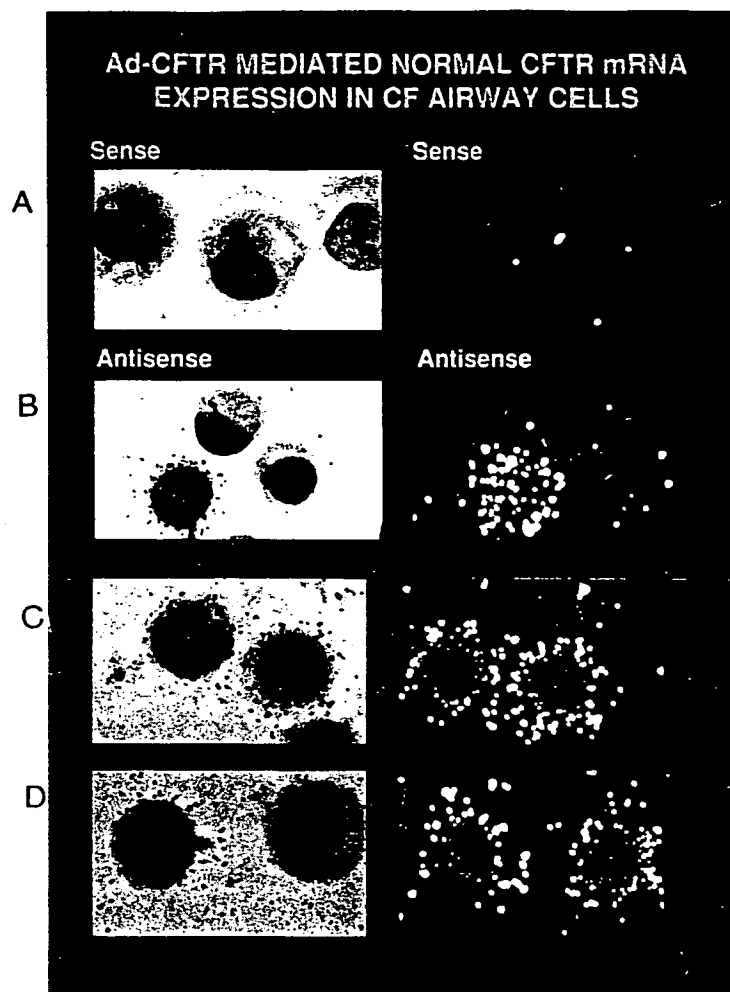 Ad-CFTR MEDIATED NORMAL CFTR mRNA
EXPRESSION IN CF AIRWAY CELLS
Sense
Sense
A
Antisense
Antisense
B
C
D